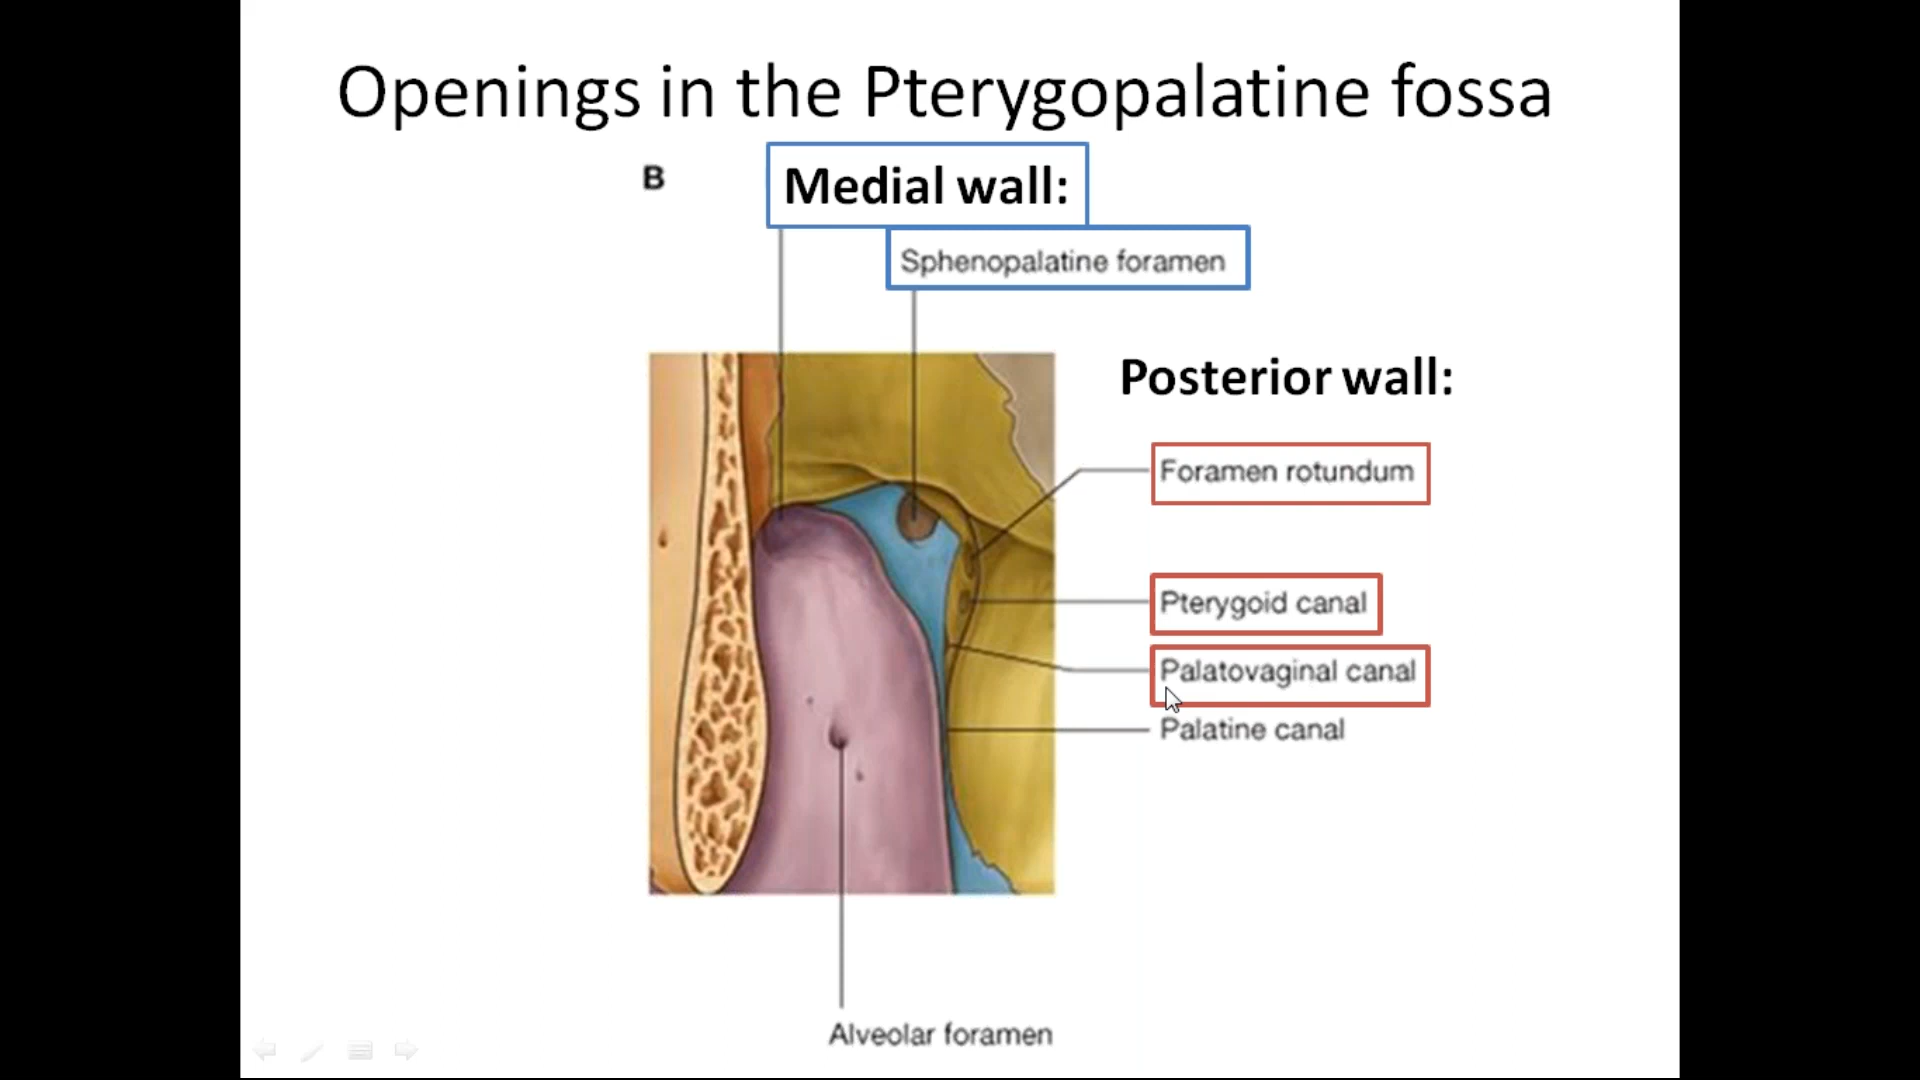 Openings in the Pterygopalatine fossa
B
Medial wall:
Sphenopalatine foramen
Posterior wall:
Foramen rotundum
Pterygoid canal
Palatovaginal canal
Palatine canal
Alveolar foramen